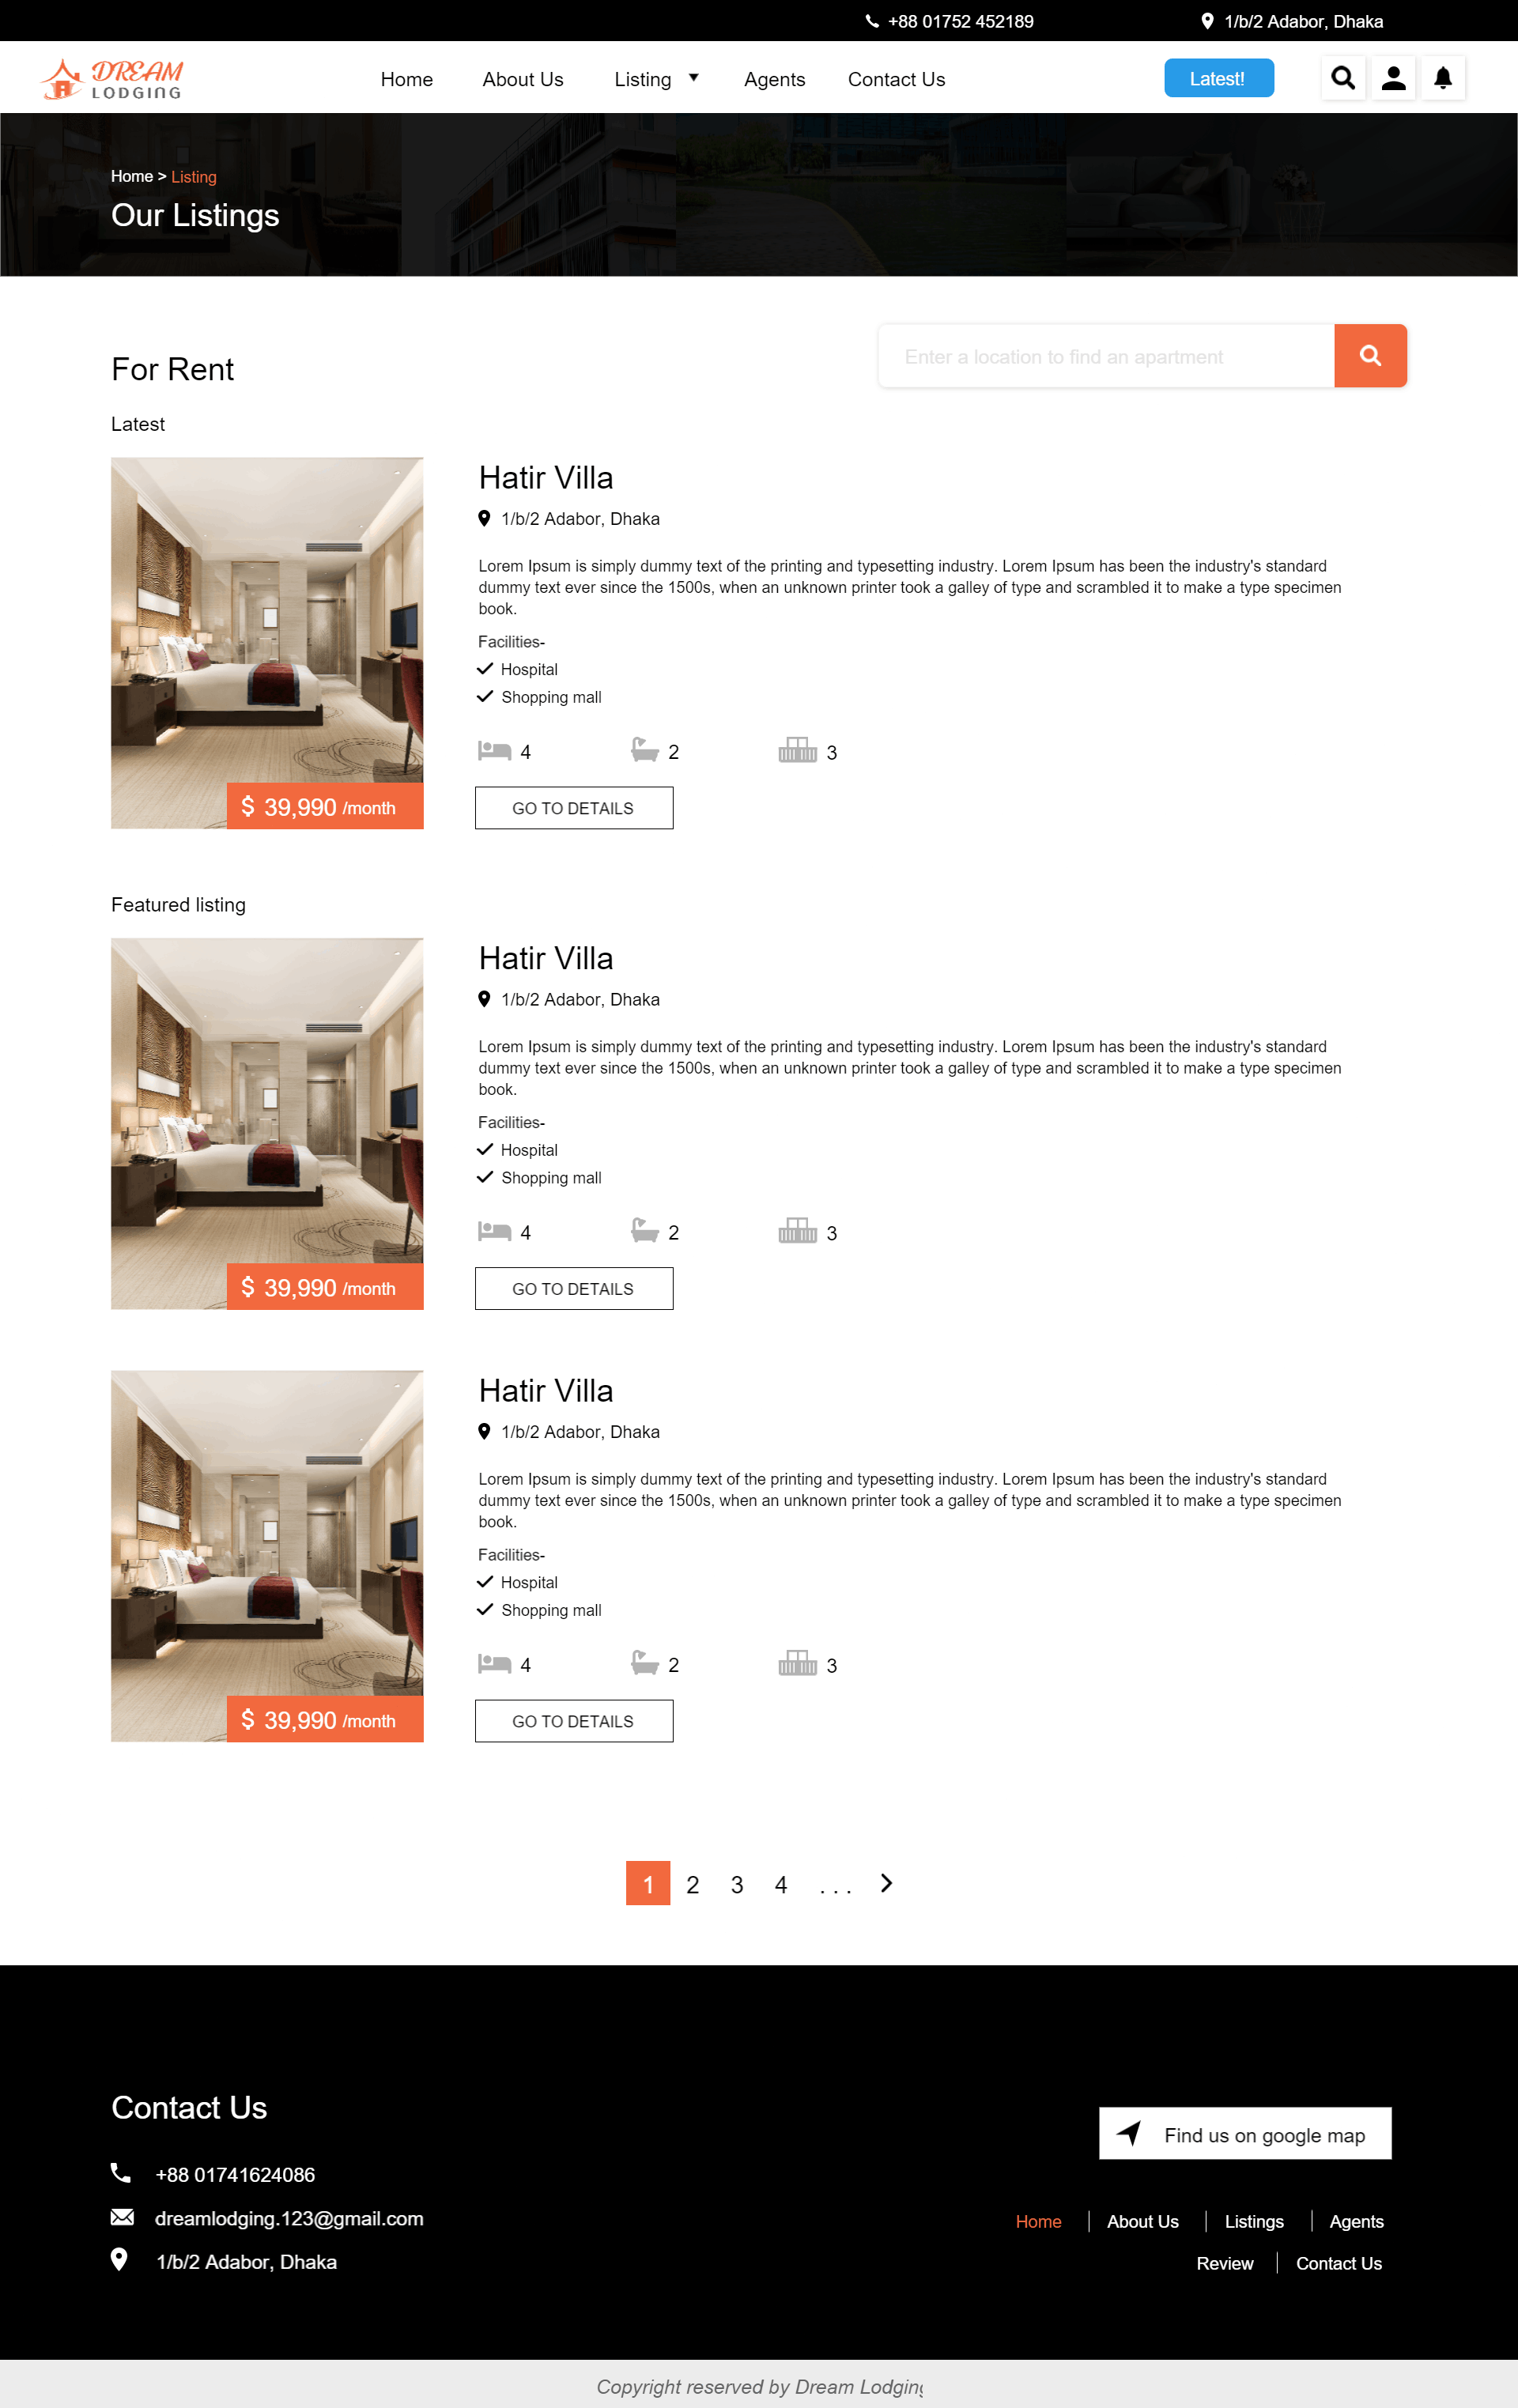 +88 01752 452189 1/b/2 Adabor, Dhaka
DREAM
LODGING
Home About Us Listing Agents Contact Us Latest!
Home > Listing
Our Listings
Enter a location to find an apartment
For Rent
Latest
Hatir Villa
1/b/2 Adabor, Dhaka
Lorem Ipsum is simply dummy text of the printing and typesetting industry. Lorem Ipsum has been the industry's standard
dummy text ever since the 1500s, when an unknown printer took a galley of type and scrambled it to make a type specimen
book.
Facilities-
Hospital
Shopping mall
4 2 3
$ 39,990 /month
GO TO DETAILS
Featured listing
Hatir Villa
1/b/2 Adabor, Dhaka
Lorem Ipsum is simply dummy text of the printing and typesetting industry. Lorem Ipsum has been the industry's standard
dummy text ever since the 1500s, when an unknown printer took a galley of type and scrambled it to make a type specimen
book.
Facilities-
Hospital
Shopping mall
4 2 3
$ 39,990 /month
GO TO DETAILS
Hatir Villa
1/b/2 Adabor, Dhaka
Lorem Ipsum is simply dummy text of the printing and typesetting industry. Lorem Ipsum has been the industry's standard
dummy text ever since the 1500s, when an unknown printer took a galley of type and scrambled it to make a type specimen
book.
Facilities-
Hospital
Shopping mall
4 2 3
$ 39,990 /month
GO TO DETAILS
1 2 3 4 . . .
Contact Us
+88 01741624086
dreamlodging.123@gmail.com
1/b/2 Adabor, Dhaka
Find us on google map
Home About Us Listings Agents
Review Contact Us
Copyright reserved by Dream Lodging